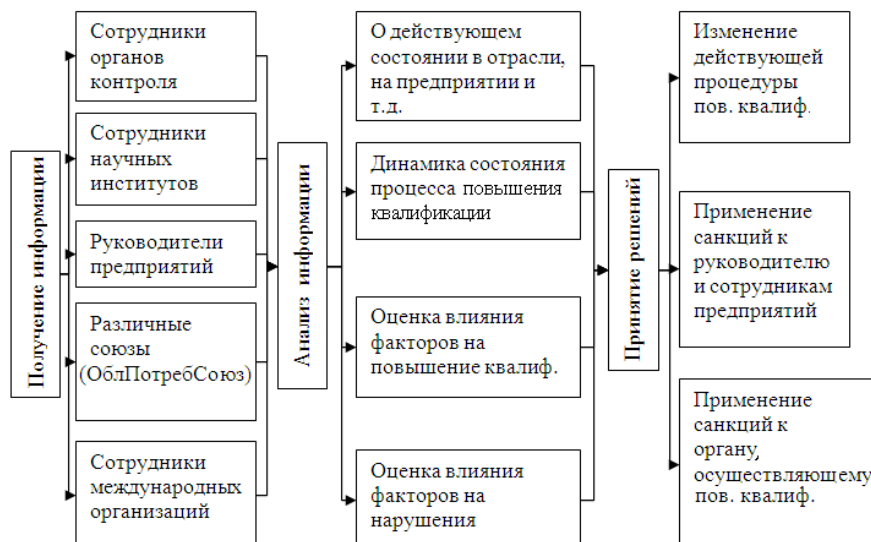 Получение информации
Сотрудники
органов
контроля
Сотрудники
научных
институтов
Руководители
предприятий
Различные
союзы
(ОблПотребСоюз)
Сотрудники
международных
организаций
Анализ информации
О действующем
состоянии в отрасли,
на предприятии и
т.д.
Динамика состояния
процесса повышения
квалификации
Оценка влияния
факторов на
повышение квалиф.
Оценка влияния
факторов на
нарушения
Принятие решений
Изменение
действующей
процедуры
пов. квалиф.
Применение
санкций к
руководителю
и сотрудникам
предприятий
Применение
санкций к
органу,
осуществляющему
пов. квалиф.